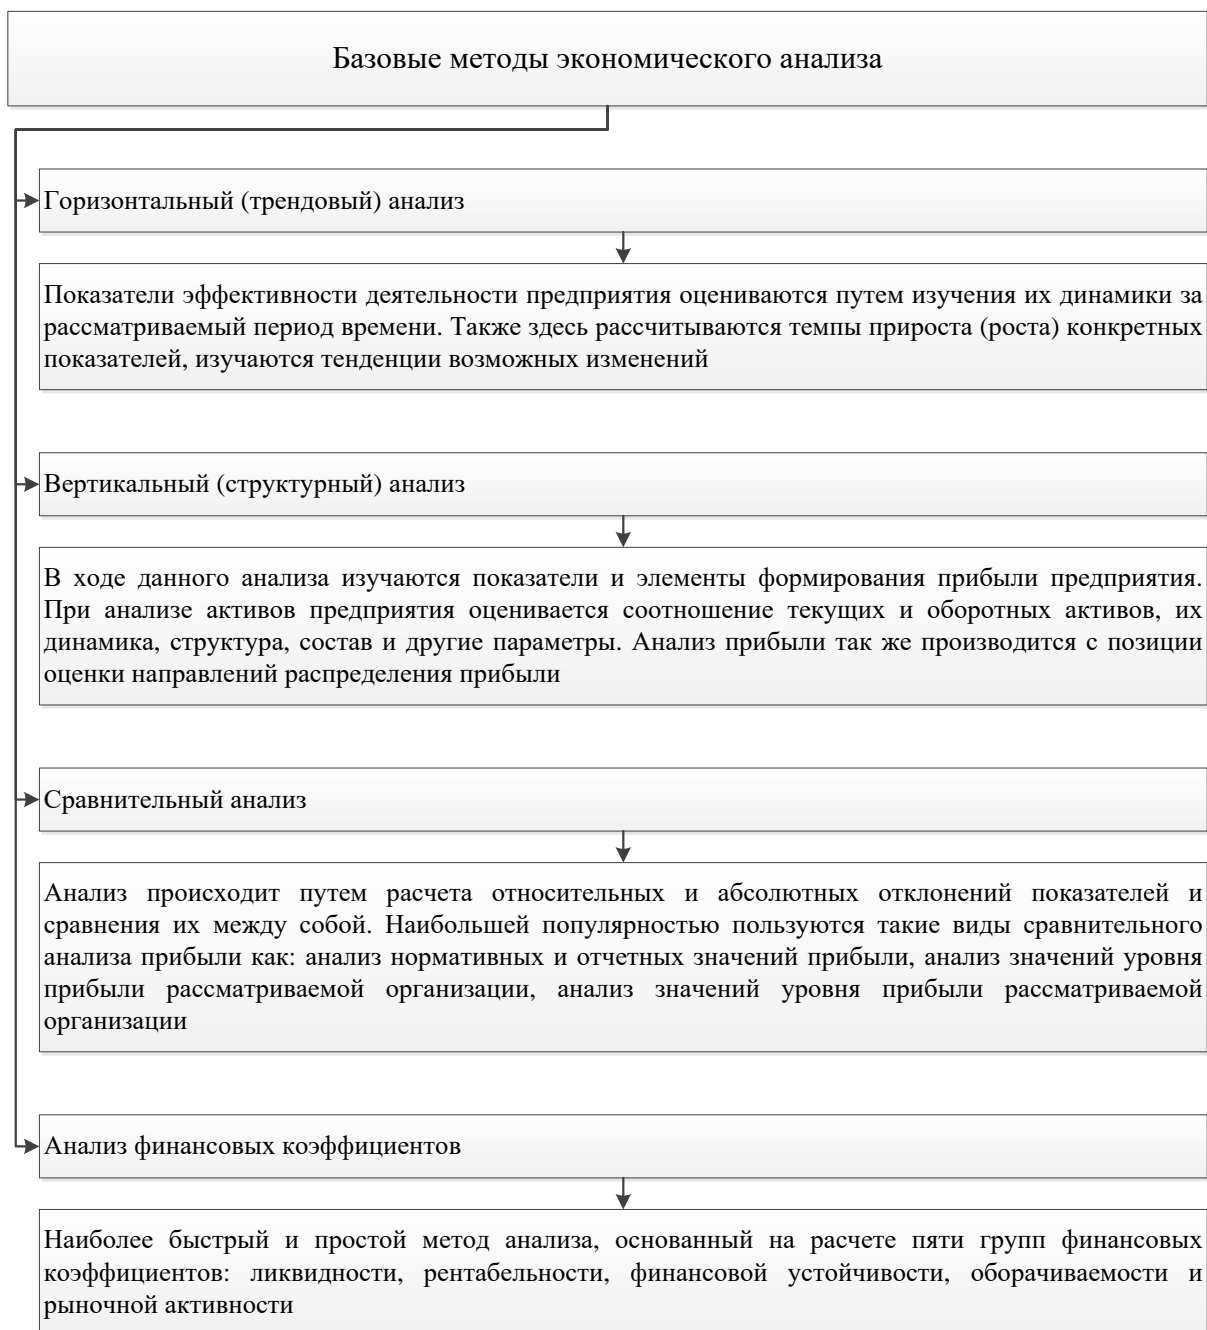 Базовые методы экономического анализа
Горизонтальный (трендовый) анализ
Показатели эффективности деятельности предприятия оцениваются путем изучения их динамики за
рассматриваемый период времени. Также здесь рассчитываются темпы прироста (роста) конкретных
показателей, изучаются тенденции возможных изменений
Вертикальный (структурный) анализ
В ходе данного анализа изучаются показатели и элементы формирования прибыли предприятия.
При анализе активов предприятия оценивается соотношение текущих и оборотных активов, их
динамика, структура, состав и другие параметры. Анализ прибыли так же производится с позиции
оценки направлений распределения прибыли
Сравнительный анализ
Анализ происходит путем расчета относительных и абсолютных отклонений показателей и
сравнения их между собой. Наибольшей популярностью пользуются такие виды сравнительного
анализа прибыли как: анализ нормативных и отчетных значений прибыли, анализ значений уровня
прибыли рассматриваемой организации, анализ значений уровня прибыли рассматриваемой
организации
Анализ финансовых коэффициентов
Наиболее быстрый и простой метод анализа, основанный на расчете пяти групп финансовых
коэффициентов: ликвидности, рентабельности, финансовой устойчивости, оборачиваемости и
рыночной активности